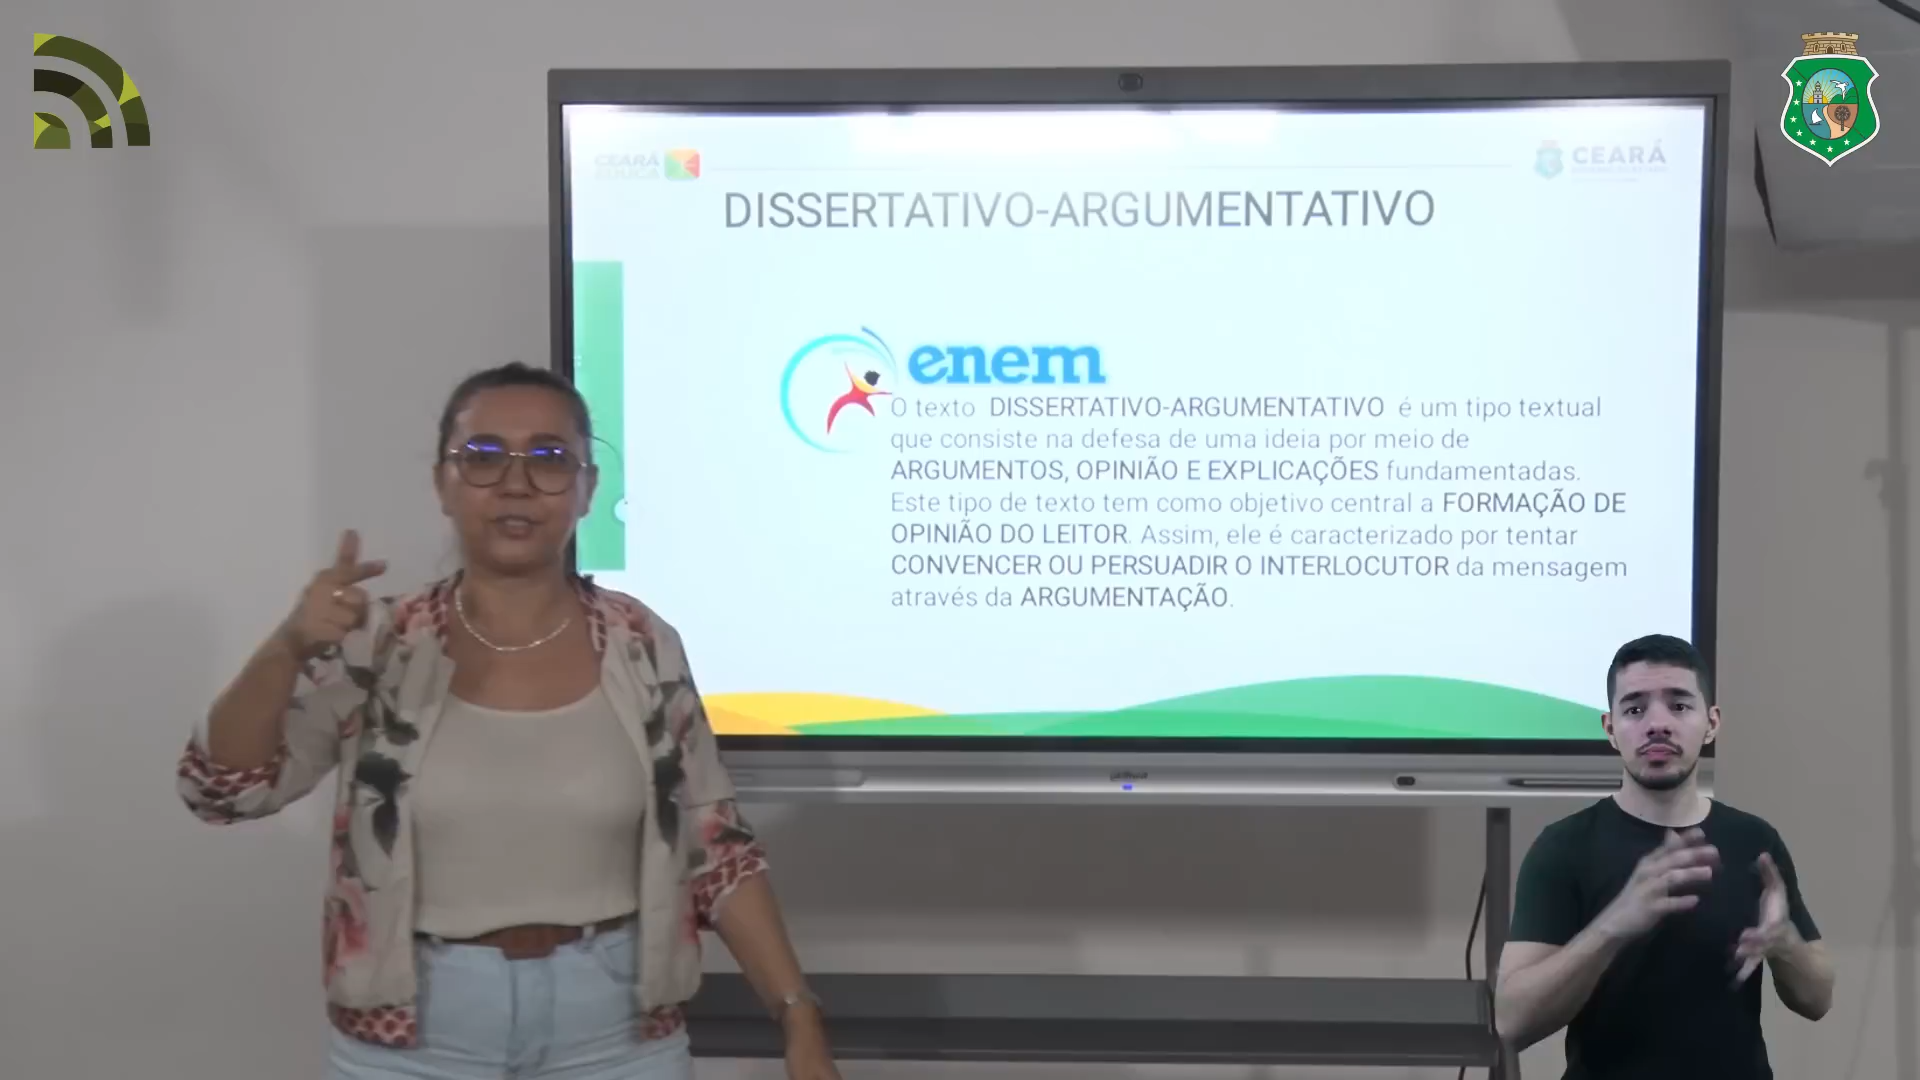 CEARÁ
EDUCA
CEARÁ
DISSERTATIVO-ARGUMENTATIVO
enem
O texto DISSERTATIVO-ARGUMENTATIVO é um tipo textual
que consiste na defesa de uma ideia por meio de
ARGUMENTOS, OPINIÃO E EXPLICAÇÕES fundamentadas.
Este tipo de texto tem como objetivo central a FORMAÇÃO DE
OPINIÃO DO LEITOR. Assim, ele é caracterizado por tentar
CONVENCER OU PERSUADIR O INTERLOCUTOR da mensagem
através da ARGUMENTAÇÃO.
alhua